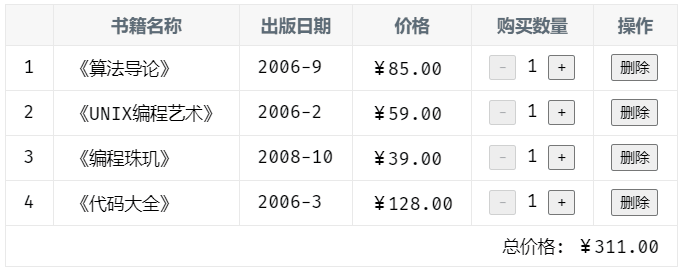 书籍名称 出版日期 价格 购买数量 操作
1 《算法导论》 2006-9 ￥85.00 - 1 + 删除
2 《UNIX编程艺术》 2006-2 ￥59.00 - 1 + 删除
3 《编程珠玑》 2008-10 ￥39.00 - 1 + 删除
4 《代码大全》 2006-3 ￥128.00 - 1 + 删除
总价格: ￥311.00